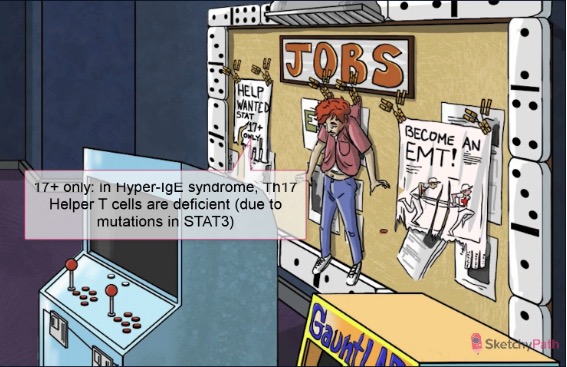 JOBS
HELP
WANTED
STAT
17+
ONLY
BECOME AN
EMT!
17+ only: in Hyper-IgE syndrome, Th17
Helper T cells are deficient (due to
mutations in STAT3)
GauntLA
SketchyPath